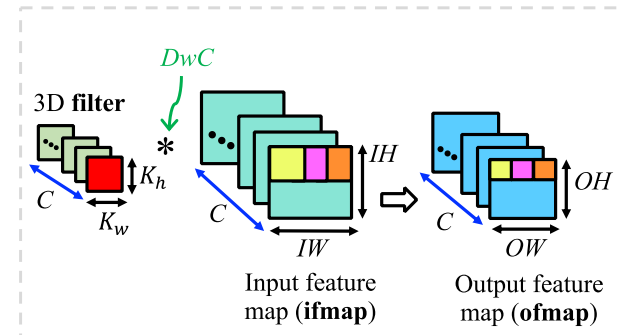 DwC
3D filter
*
IH
K_h
OH
C
C
C
K_w
IW
OW
Input feature
map (ifmap)
Output feature
map (ofmap)